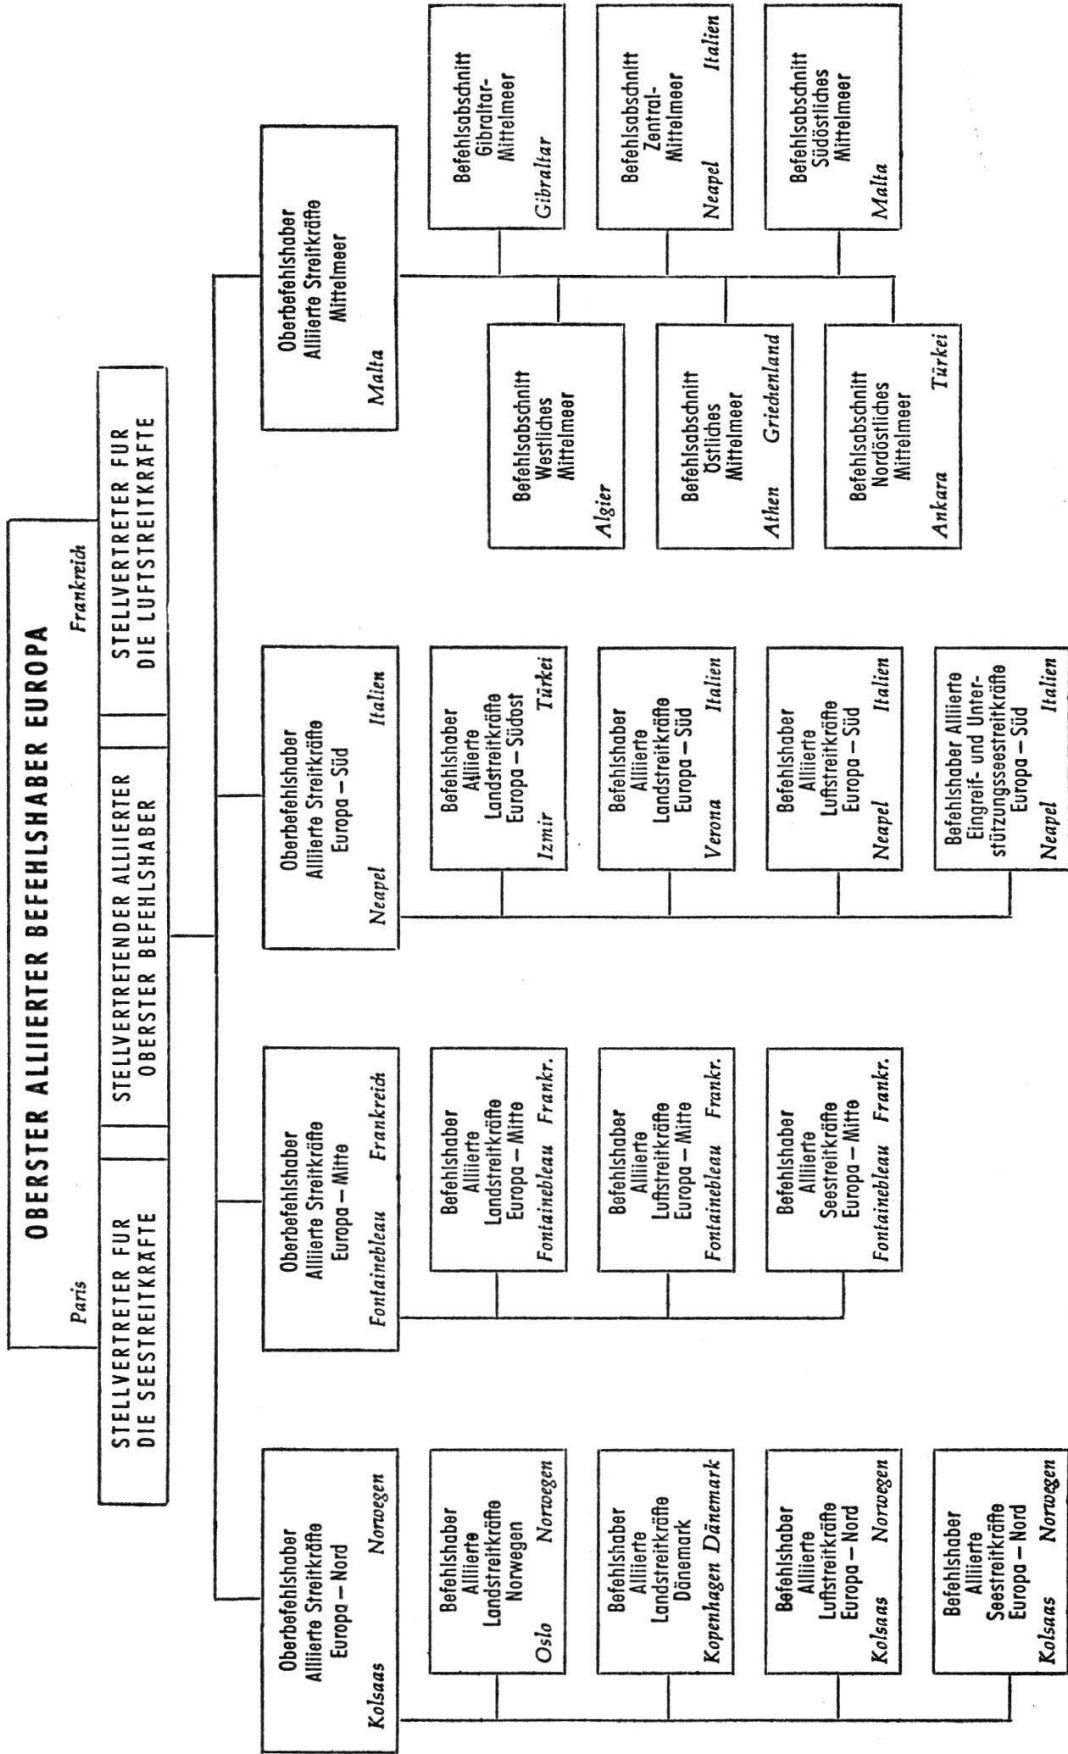 OBERSTER ALLIIERTER BEFEHLSHABER EUROPA
Paris Frankreich
STELLVERTRETER FUR
DIE SEESTREITKRÄFTE
STELLVERTRETENDER ALLIIERTER
OBERSTER BEFEHLSHABER
STELLVERTRETER FUR
DIE LUFTSTREITKRÄFTE
Oberbefehlshaber
Alliierte Streitkräfte
Europa – Nord
Kolsaas Norwegen
Befehlshaber
Alliierte
Landstreitkräfte
Norwegen
Oslo Norwegen
Befehlshaber
Alliierte
Landstreitkräfte
Dänemark
Kopenhagen Dänemark
Befehlshaber
Alliierte
Luftstreitkräfte
Europa – Nord
Kolsaas Norwegen
Befehlshaber
Alliierte
Seestreitkräfte
Europa – Nord
Kolsaas Norwegen
Oberbefehlshaber
Alliierte Streitkräfte
Europa – Mitte
Fontainebleau Frankreich
Befehlshaber
Alliierte
Landstreitkräfte
Europa – Mitte
Fontainebleau Frankr.
Befehlshaber
Alliierte
Luftstreitkräfte
Europa – Mitte
Fontainebleau Frankr.
Befehlshaber
Alliierte
Seestreitkräfte
Europa – Mitte
Fontainebleau Frankr.
Oberbefehlshaber
Alliierte Streitkräfte
Europa – Süd
Neapel Italien
Befehlshaber
Alliierte
Landstreitkräfte
Europa – Südost
Izmir Türkei
Befehlshaber
Alliierte
Landstreitkräfte
Europa – Süd
Verona Italien
Befehlshaber
Alliierte
Luftstreitkräfte
Europa – Süd
Neapel Italien
Befehlshaber Alliierte
Eingreif- und Unter-
stützungsseestreitkräfte
Europa – Süd
Neapel Italien
Oberbefehlshaber
Alliierte Streitkräfte
Mittelmeer
Malta
Befehlsabschnitt
Gibraltar-
Mittelmeer
Gibraltar
Befehlsabschnitt
Westliches
Mittelmeer
Algier
Befehlsabschnitt
Zentral-
Mittelmeer
Neapel Italien
Befehlsabschnitt
Östliches
Mittelmeer
Athen Griechenland
Befehlsabschnitt
Südöstliches
Mittelmeer
Malta
Befehlsabschnitt
Nordöstliches
Mittelmeer
Ankara Türkei